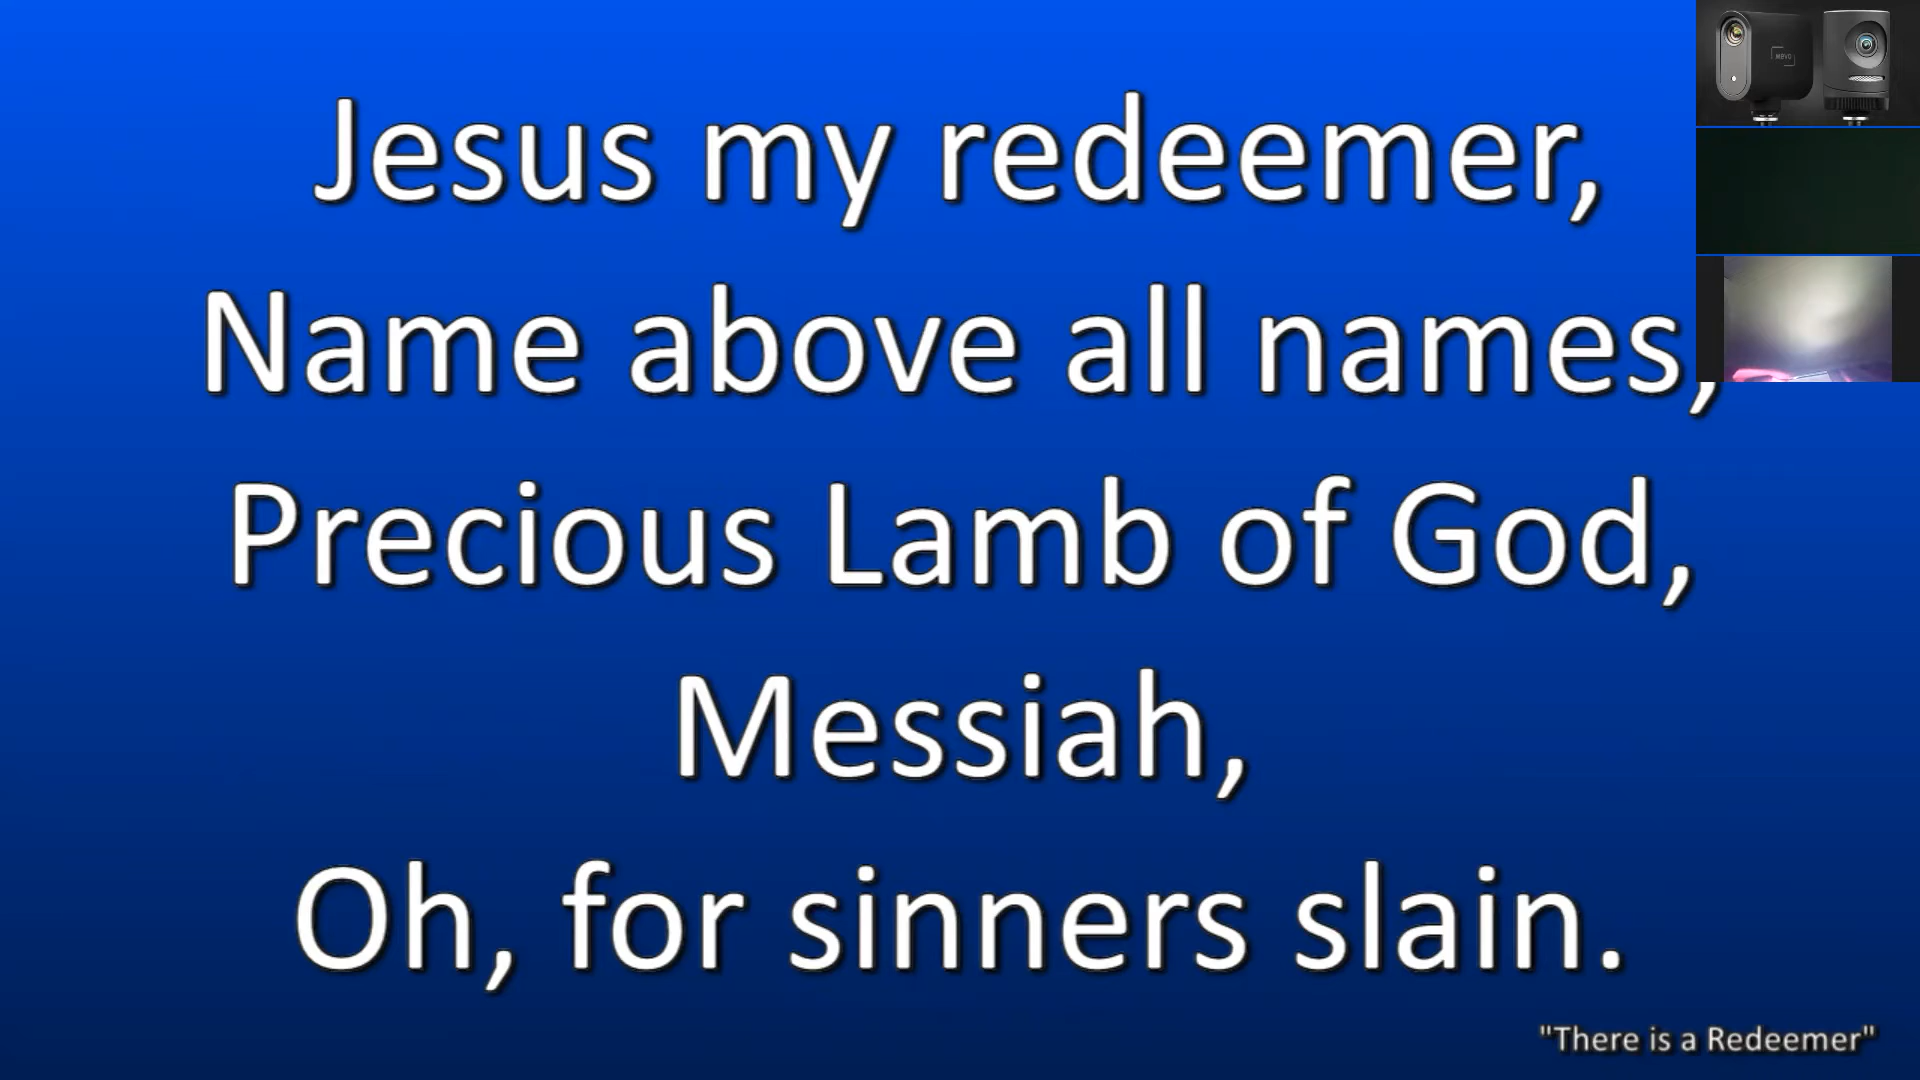 Jesus my redeemer,
Name above all names,
Precious Lamb of God,
Messiah,
Oh, for sinners slain.
"There is a Redeemer"
mevo